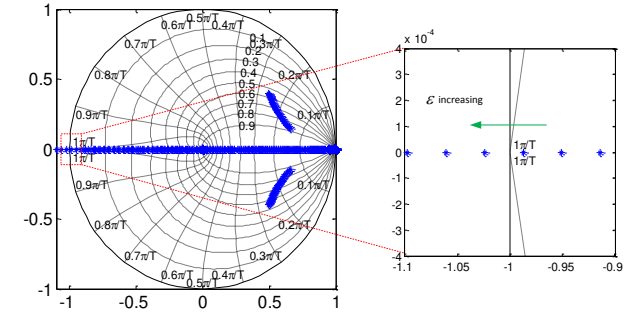 1
0.5
0
-0.5
-1
-1
-0.5
0
0.5
1
0.5π/T
0.6π/T
0.4π/T
0.7π/T
0.3π/T
0.8π/T
0.2π/T
0.9π/T
0.1π/T
1π/T
1π/T
0.9π/T
0.1π/T
0.8π/T
0.2π/T
0.7π/T
0.3π/T
0.6π/T
0.4π/T
0.5π/T
0.1
0.2
0.3
0.4
0.5
0.6
0.7
0.8
0.9
x 10⁻⁴
4
3
2
1
0
-1
-2
-3
-4
ε increasing
1π/T
1π/T
-1.1
-1.05
-1
-0.95
-0.9